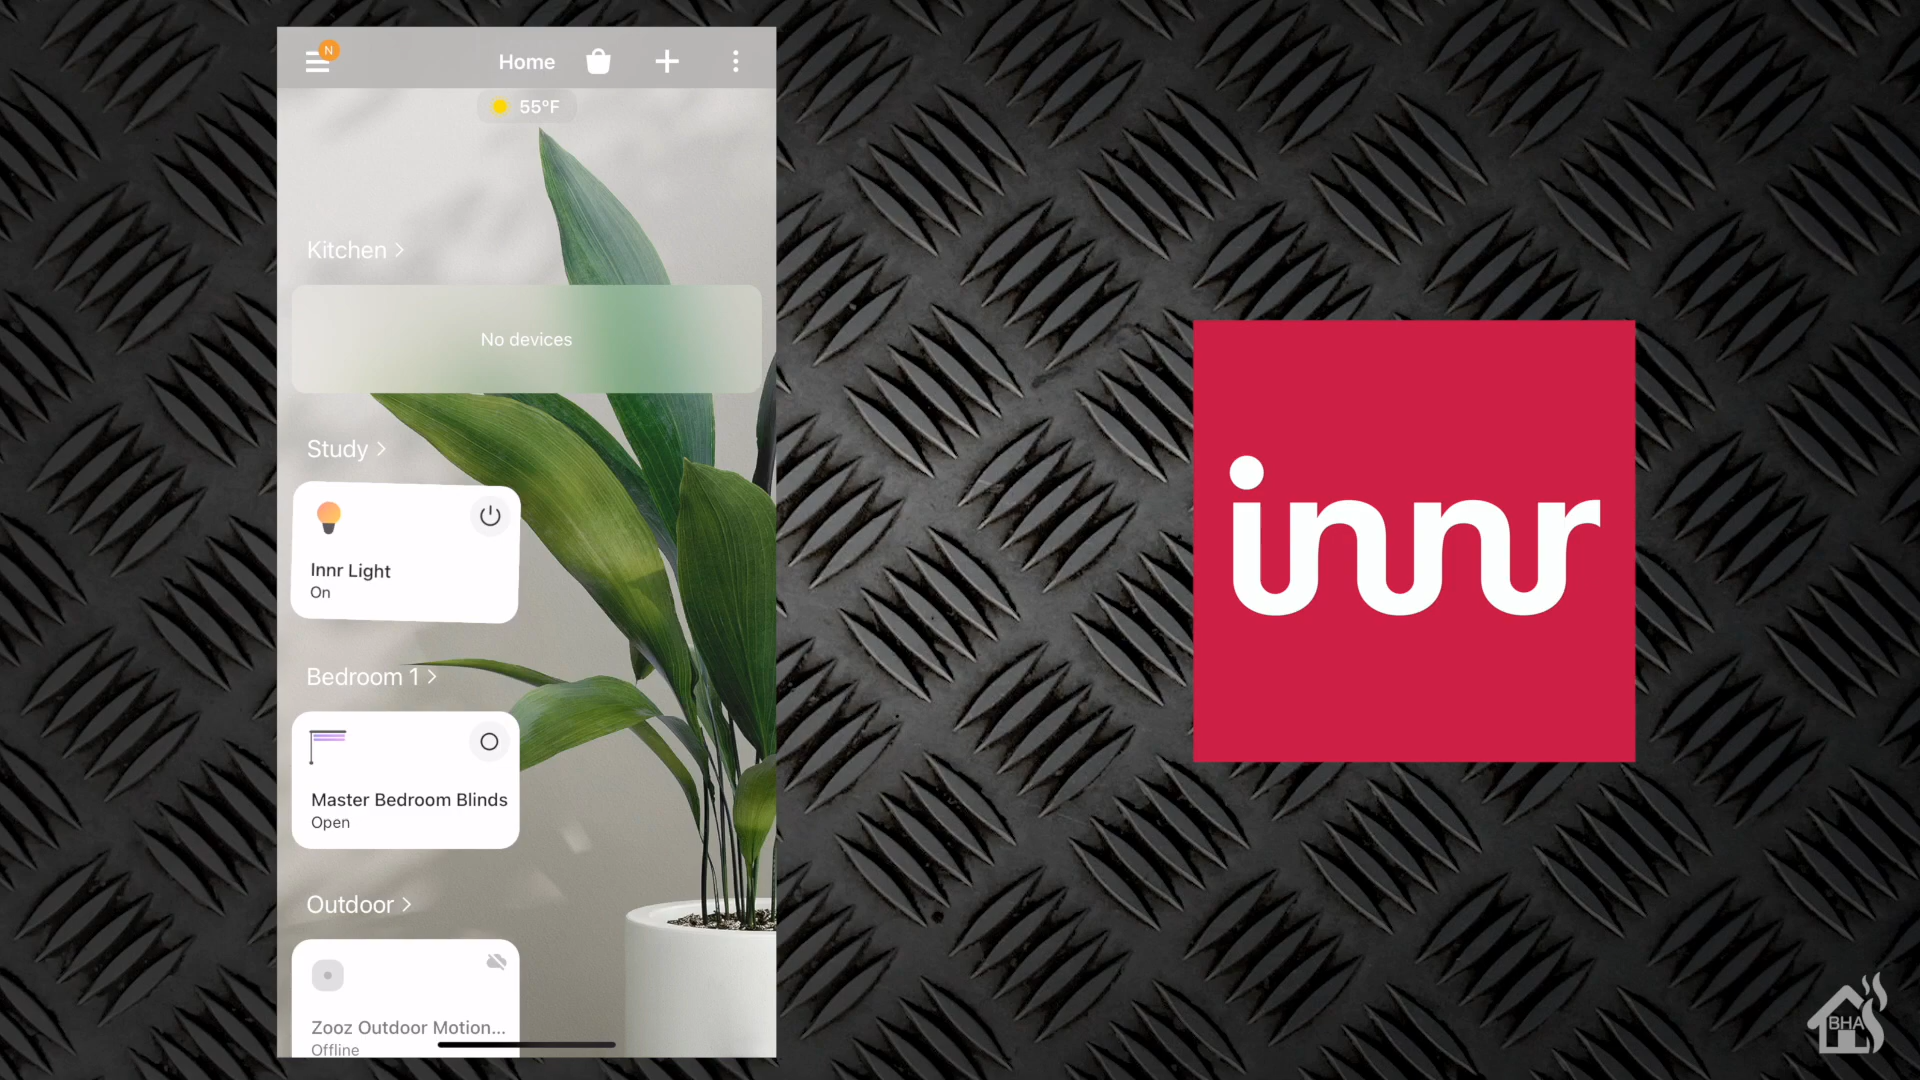 N
Home
55°F
Kitchen >
No devices
Study >
Innr Light
On
Bedroom 1 >
Master Bedroom Blinds
Open
Outdoor >
Zooz Outdoor Motion...
Offline
innr
BHA